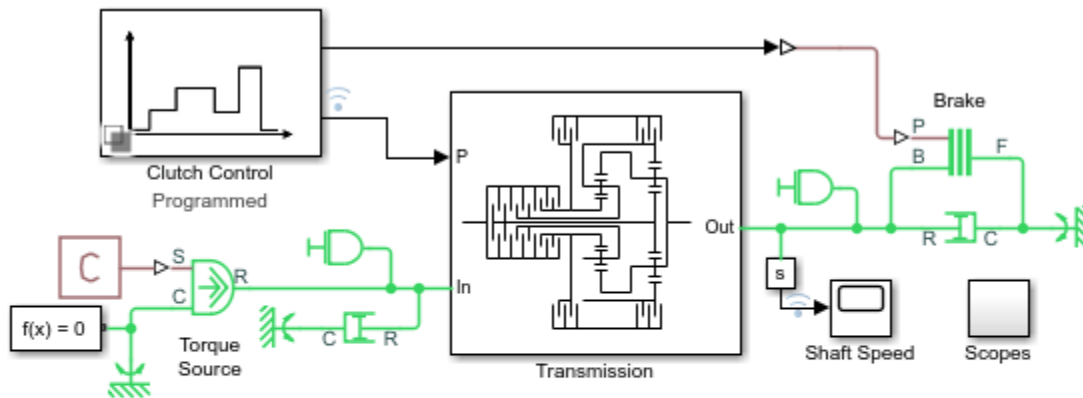 Clutch Control
Programmed
P
In
Out
Transmission
C
S
C
R
f(x) = 0
Torque
Source
C
R
Brake
P
B
F
R
C
s
Shaft Speed
Scopes